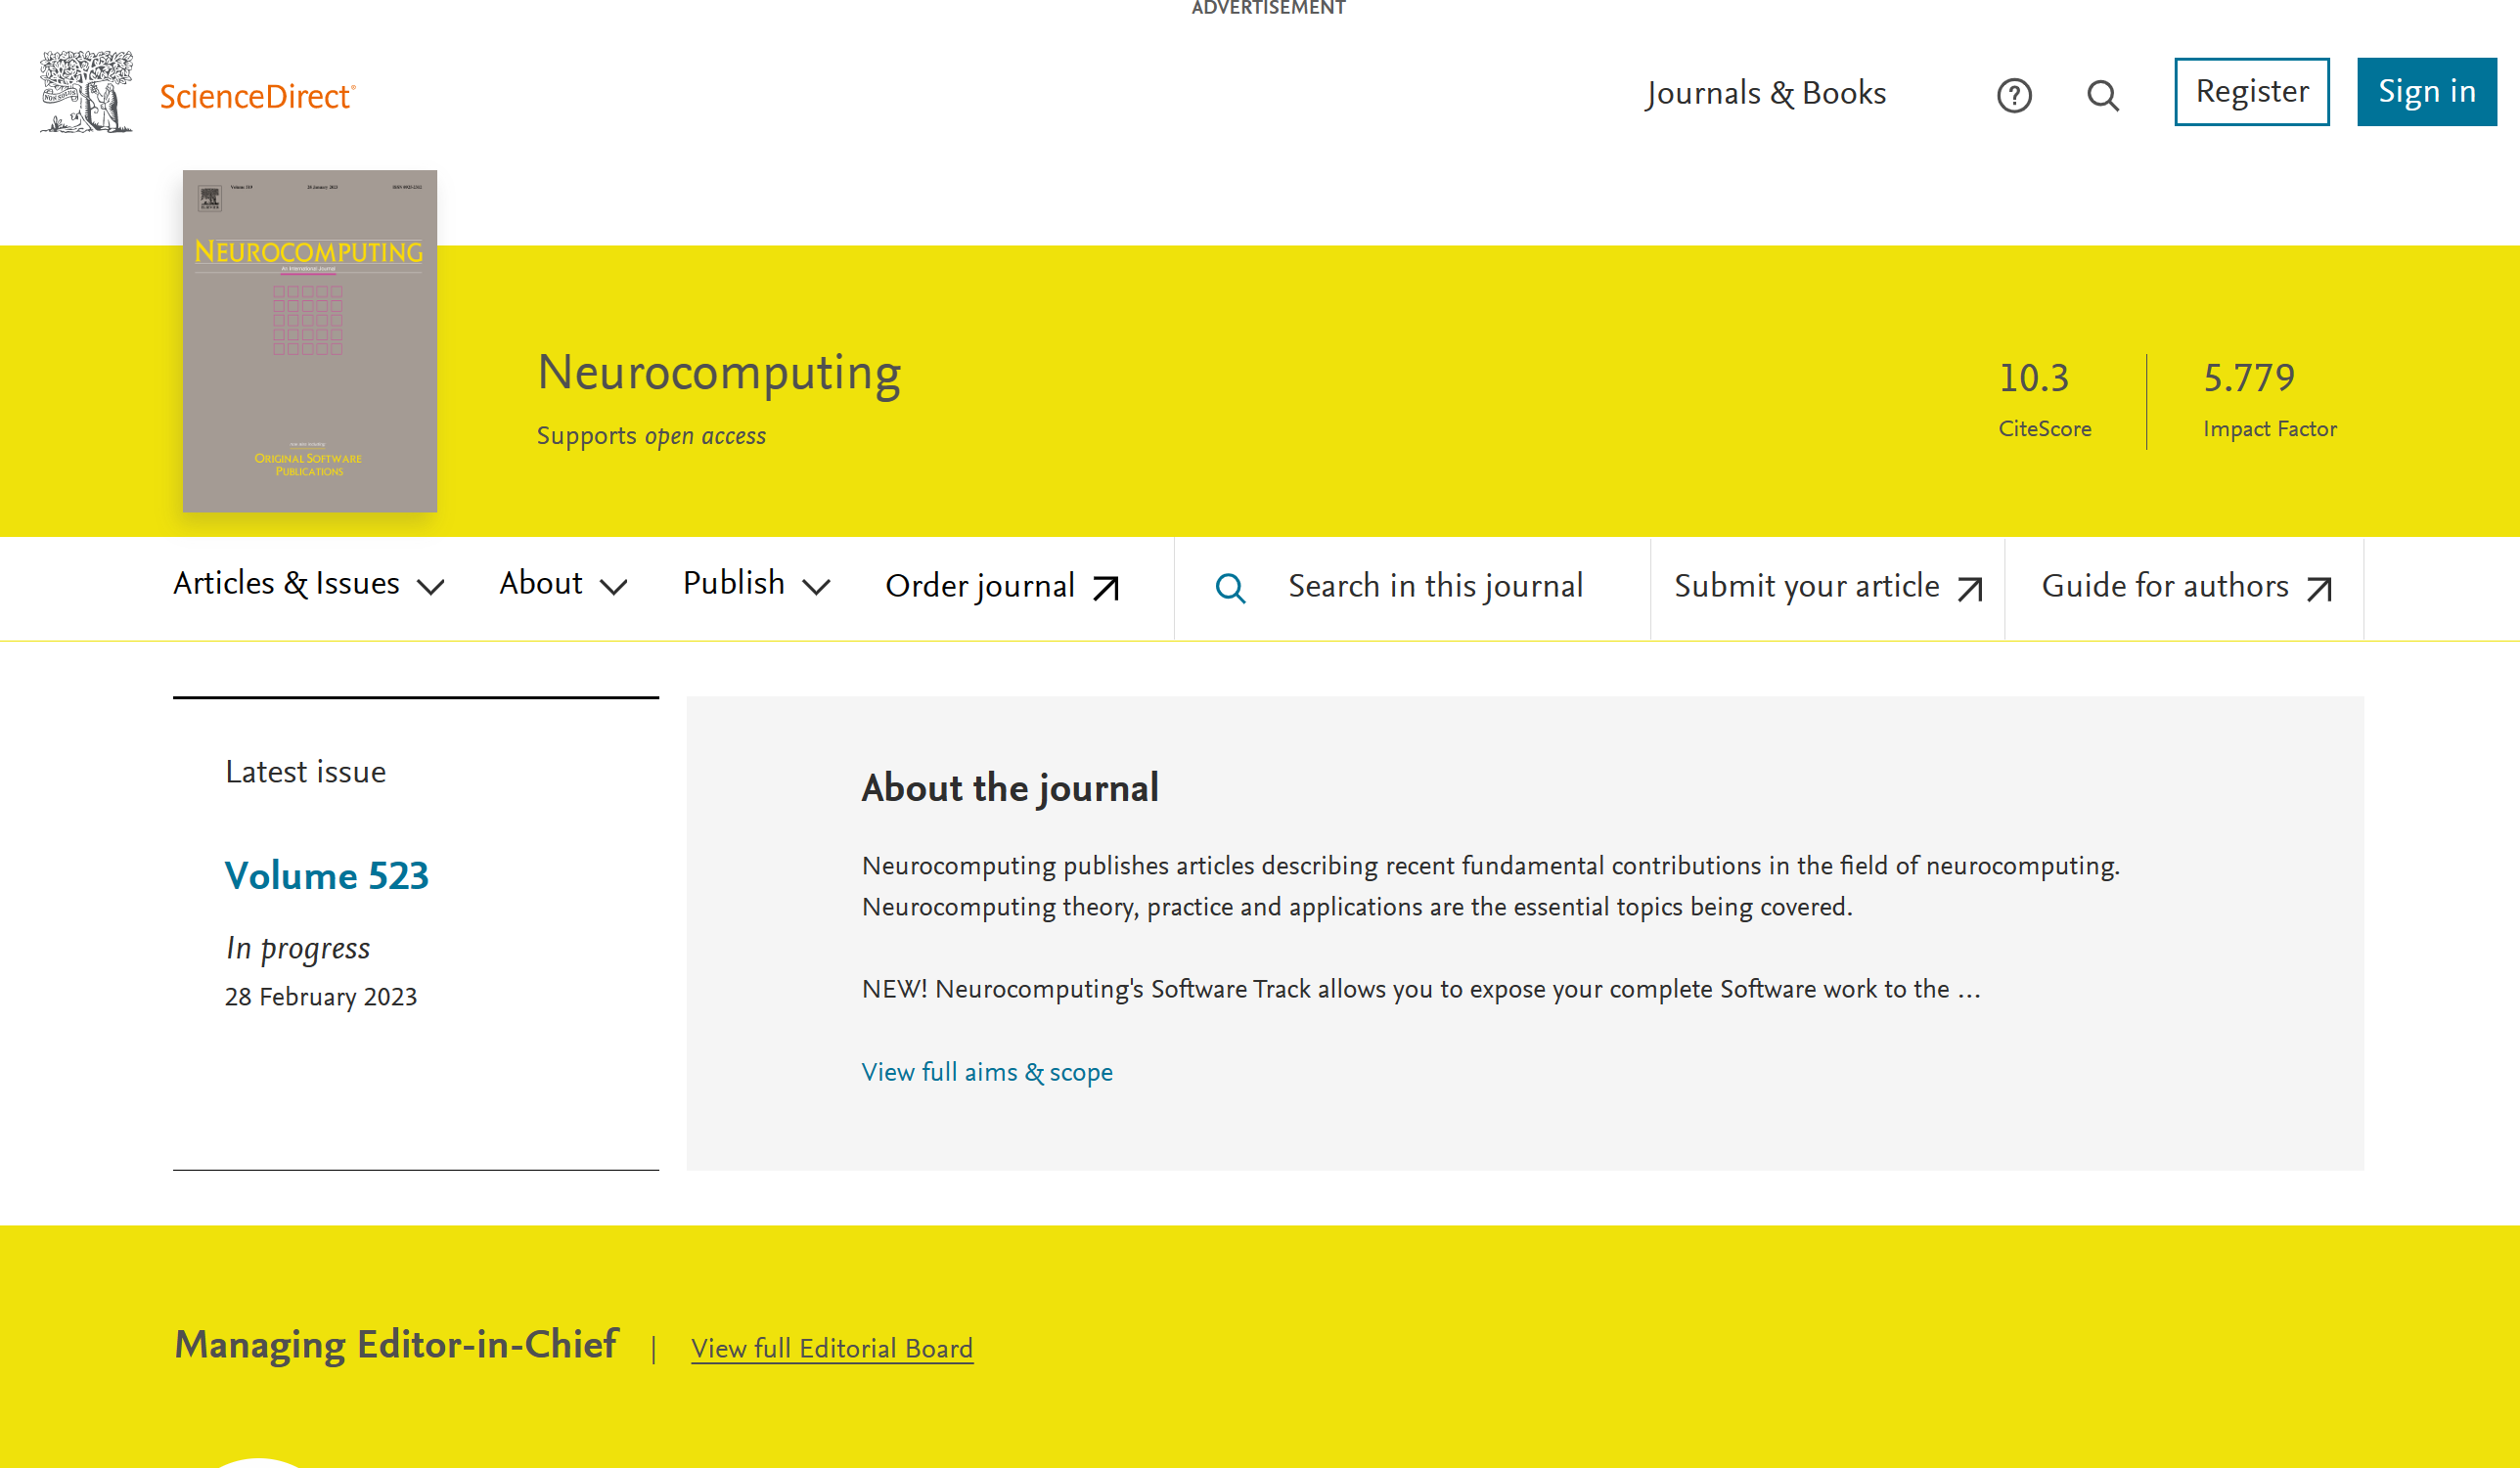 ADVERTISEMENT
ScienceDirect®
Journals & Books
Register
Sign in
NEUROCOMPUTING
An International Journal
ORIGINAL SOFTWARE
PUBLICATIONS
Neurocomputing
Supports open access
10.3
CiteScore
5.779
Impact Factor
Articles & Issues
About
Publish
Order journal
Search in this journal
Submit your article
Guide for authors
Latest issue
Volume 523
In progress
28 February 2023
About the journal
Neurocomputing publishes articles describing recent fundamental contributions in the field of neurocomputing.
Neurocomputing theory, practice and applications are the essential topics being covered.
NEW! Neurocomputing's Software Track allows you to expose your complete Software work to the …
View full aims & scope
Managing Editor-in-Chief | View full Editorial Board